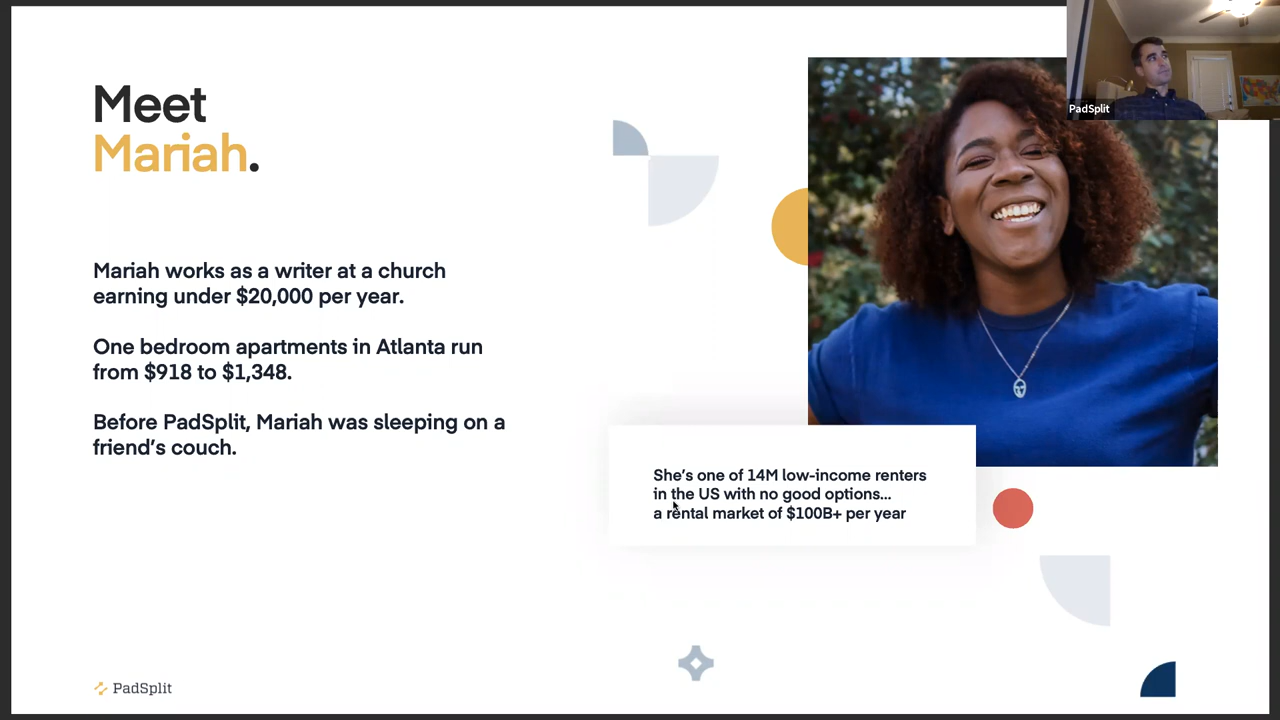 Meet
Mariah.
Mariah works as a writer at a church
earning under $20,000 per year.
One bedroom apartments in Atlanta run
from $918 to $1,348.
Before PadSplit, Mariah was sleeping on a
friend’s couch.
She’s one of 14M low-income renters
in the US with no good options...
a rental market of $100B+ per year
PadSplit
PadSplit